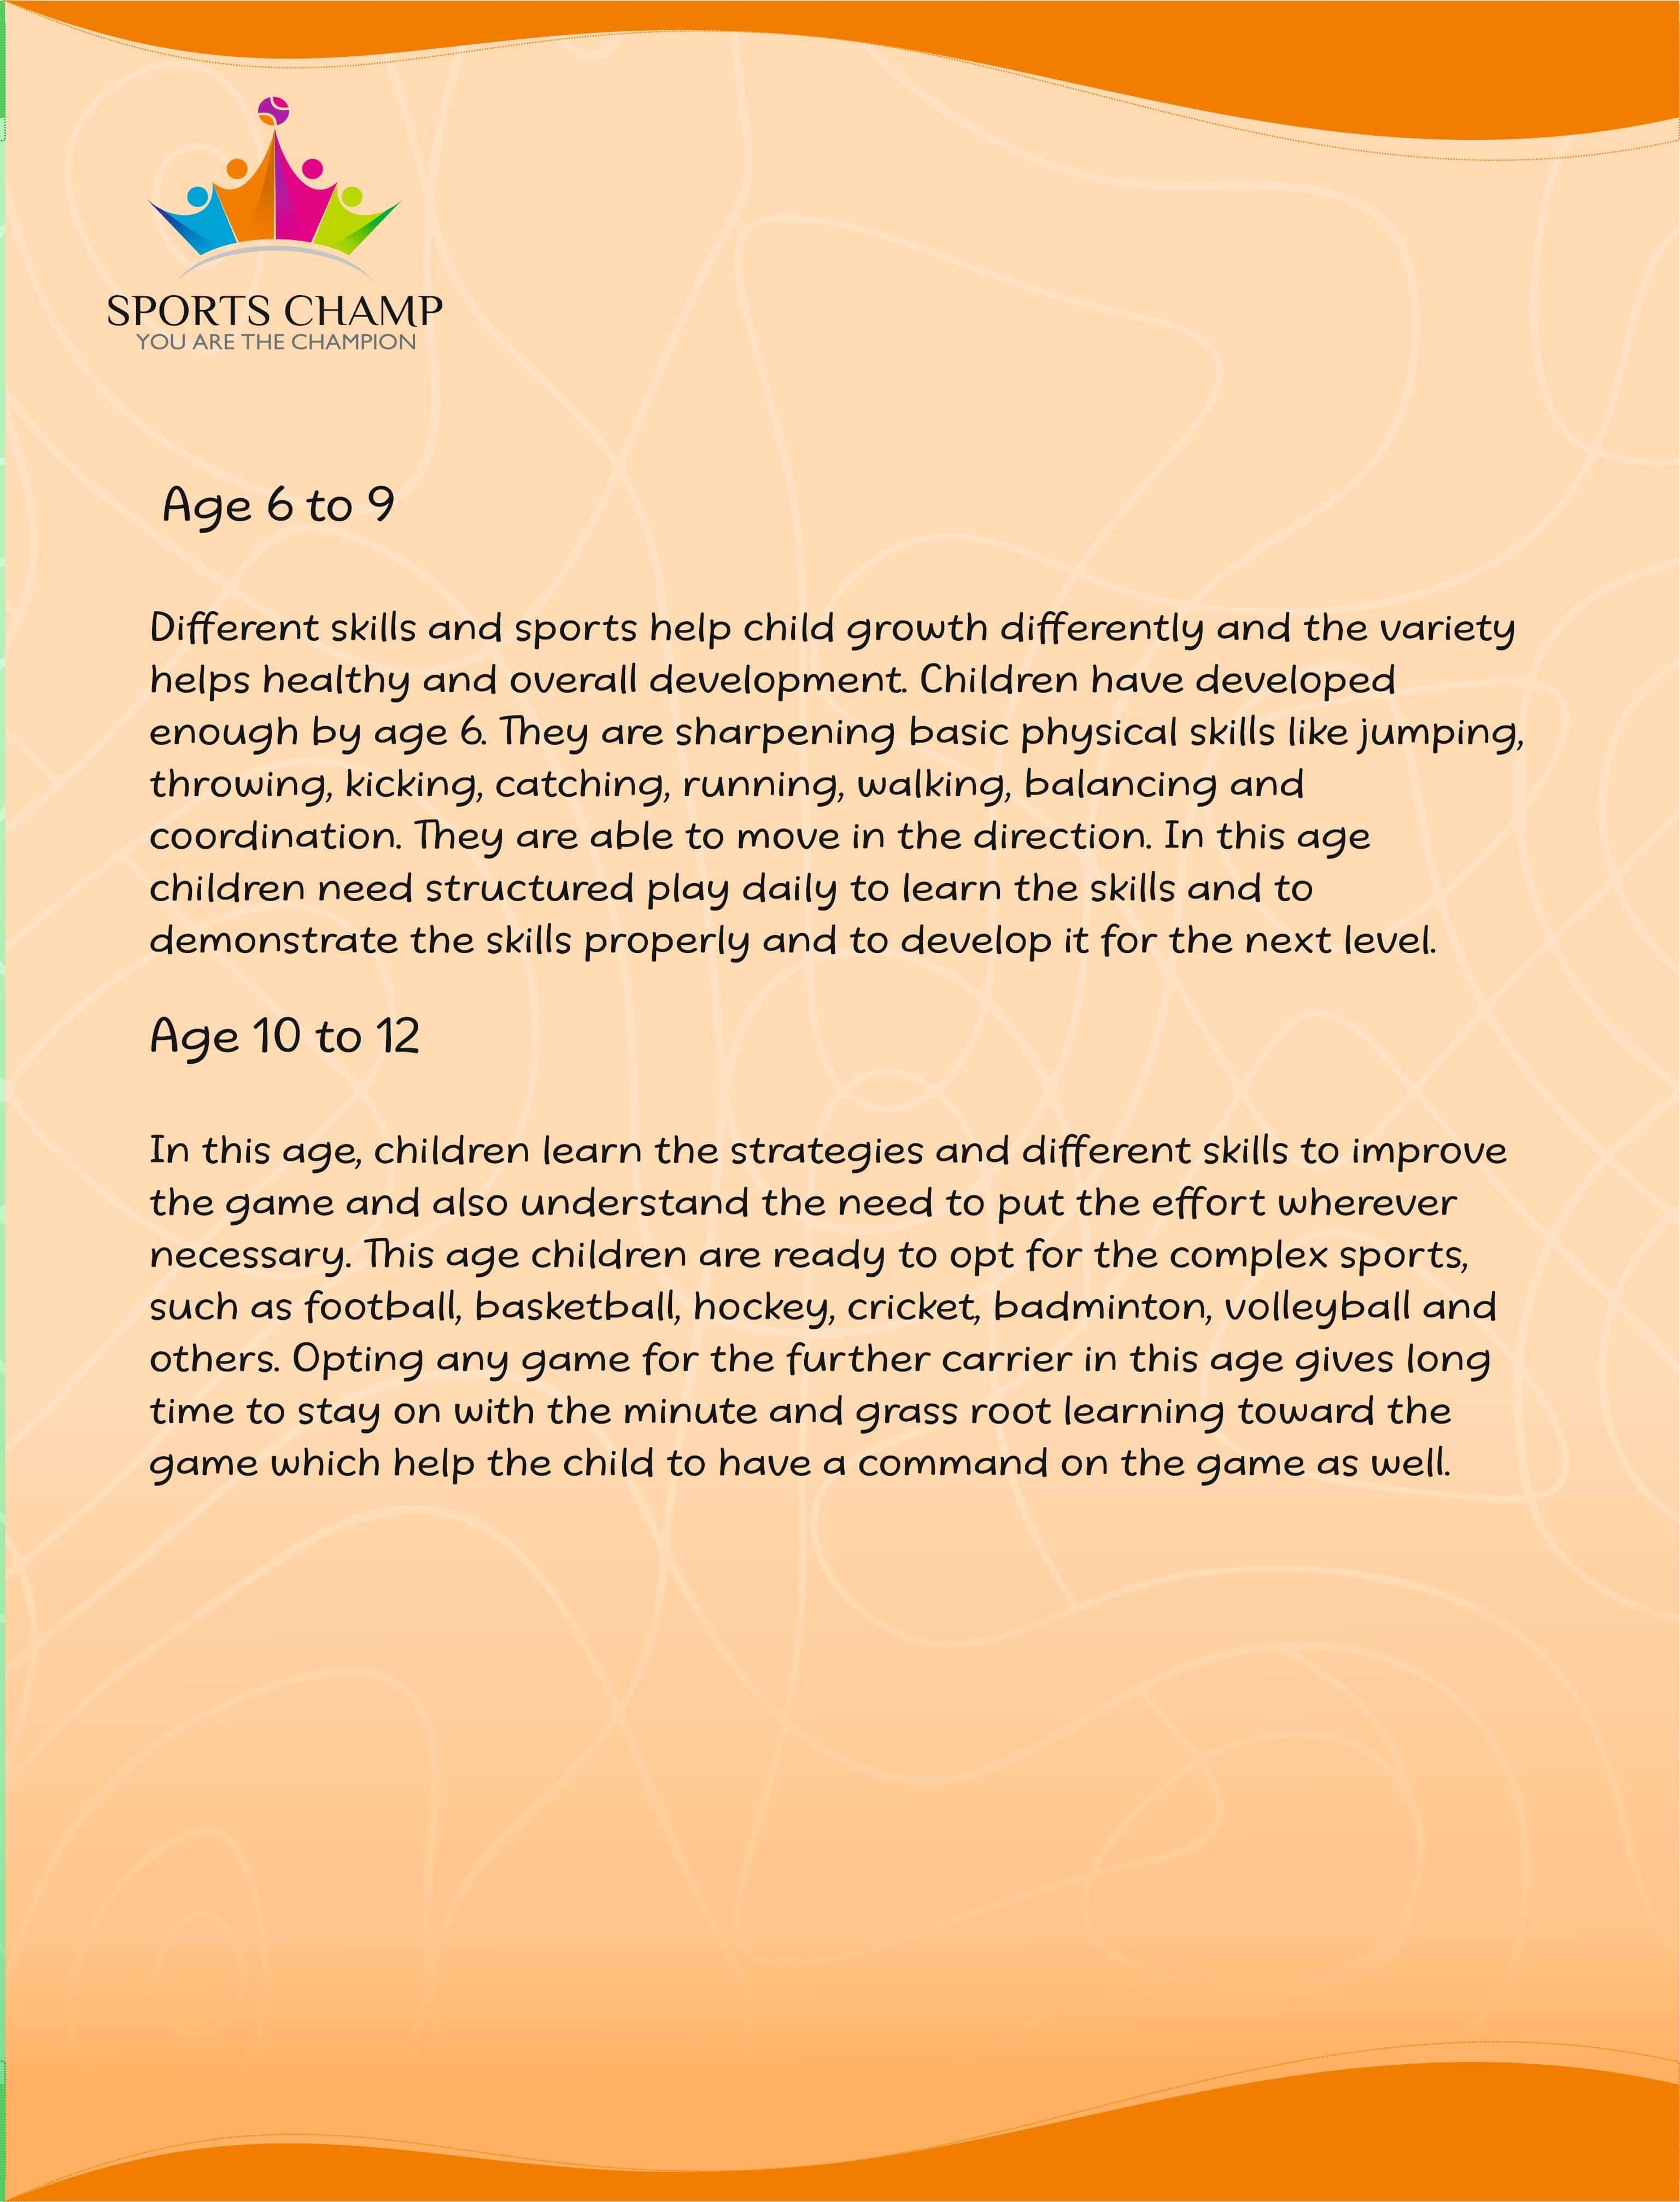 SPORTS CHAMP
YOU ARE THE CHAMPION
Age 6 to 9
Different skills and sports help child growth differently and the variety
helps healthy and overall development. Children have developed
enough by age 6. They are sharpening basic physical skills like jumping,
throwing, kicking, catching, running, walking, balancing and
coordination. They are able to move in the direction. In this age
children need structured play daily to learn the skills and to
demonstrate the skills properly and to develop it for the next level.
Age 10 to 12
In this age, children learn the strategies and different skills to improve
the game and also understand the need to put the effort wherever
necessary. This age children are ready to opt for the complex sports,
such as football, basketball, hockey, cricket, badminton, volleyball and
others. Opting any game for the further carrier in this age gives long
time to stay on with the minute and grass root learning toward the
game which help the child to have a command on the game as well.